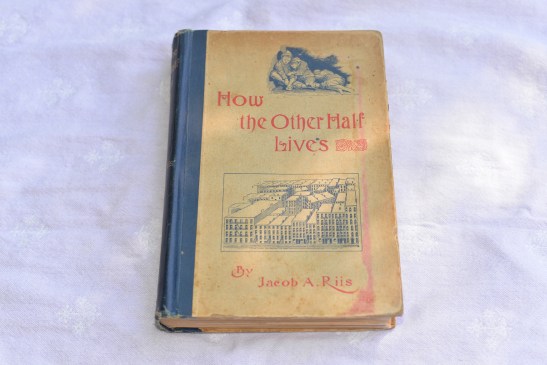 How
the Other Half
Lives
By
Jacob A. Riis